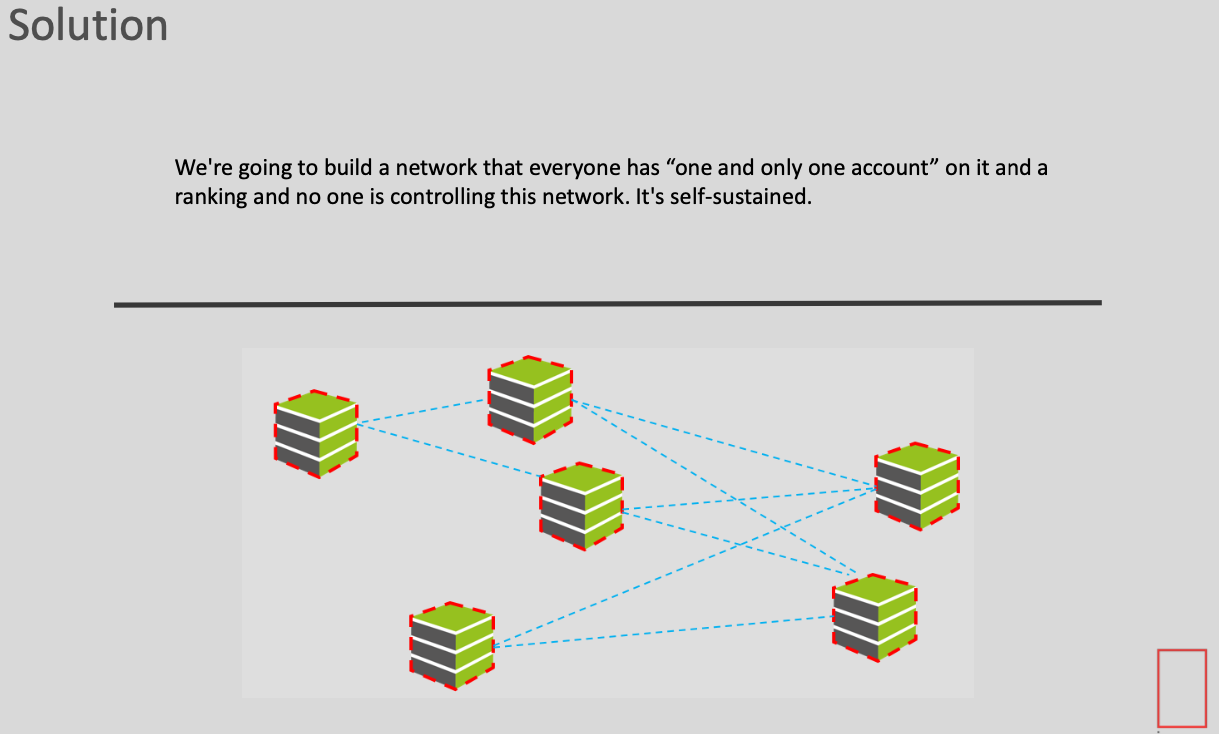 Solution
We're going to build a network that everyone has “one and only one account” on it and a
ranking and no one is controlling this network. It's self-sustained.